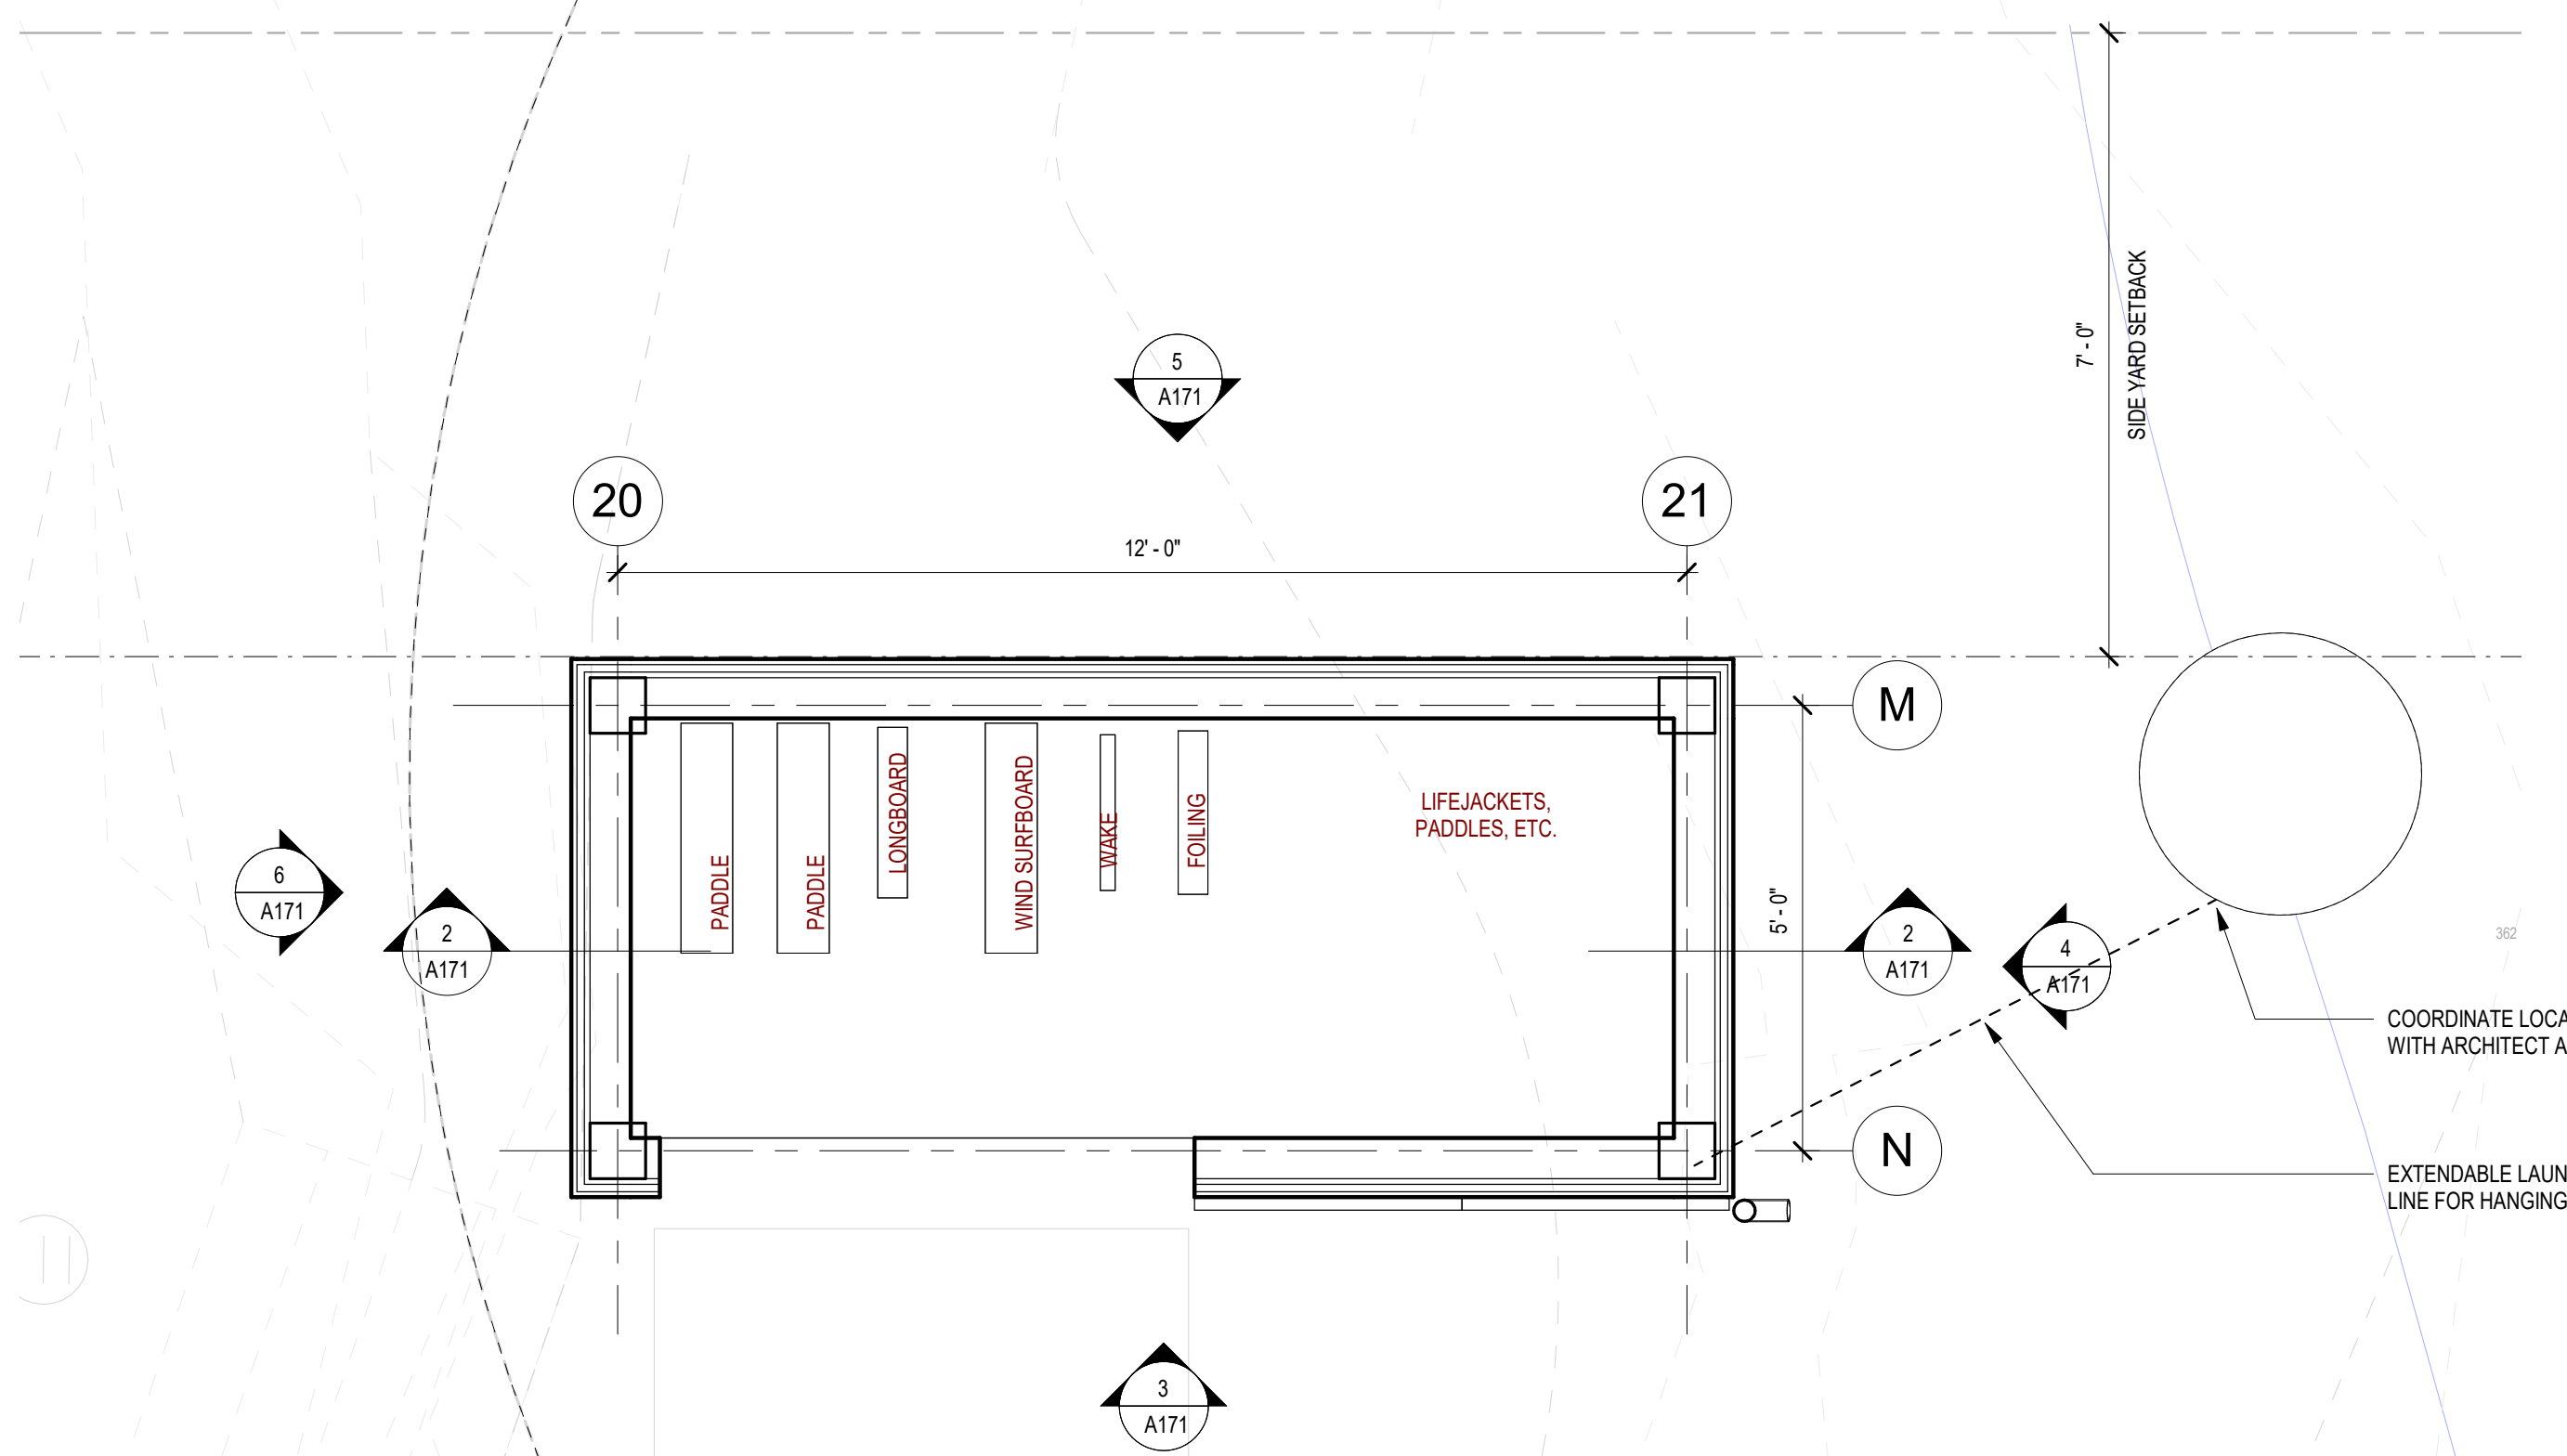 7' - 0"
SIDE YARD SETBACK
5
A171
20
21
12' - 0"
M
PADDLE
PADDLE
LONGBOARD
WIND SURFBOARD
WAKE
FOILING
LIFEJACKETS,
PADDLES, ETC.
6
A171
2
A171
5' - 0"
2
A171
4
A171
362
COORDINATE LOCA
WITH ARCHITECT A
N
EXTENDABLE LAUN
LINE FOR HANGING
3
A171